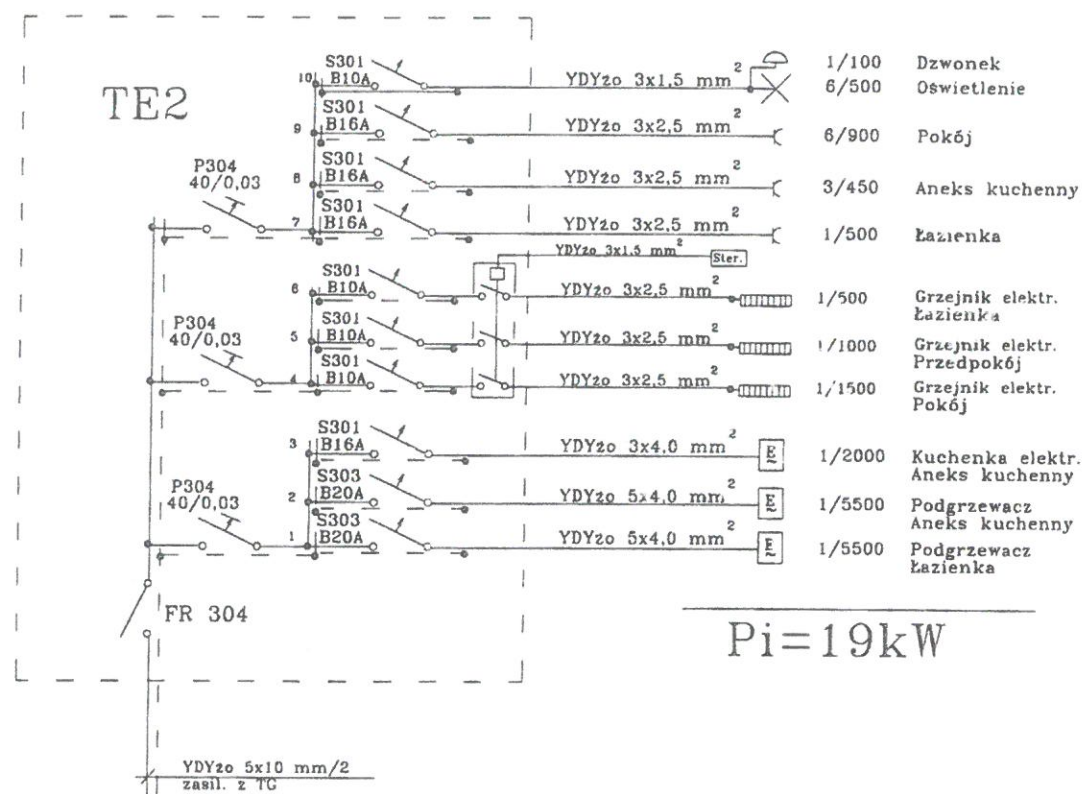 TE2
P304
40/0,03
10 S301
B10A
YDYżo 3x1,5 mm2
1/100 Dzwonek
6/500 Oświetlenie
9 S301
B16A
YDYżo 3x2,5 mm2
6/900 Pokój
8 S301
B16A
YDYżo 3x2,5 mm2
3/450 Aneks kuchenny
7 S301
B16A
YDYżo 3x2,5 mm2
1/500 Łazienka
YDYżo 3x1,5 mm2
Ster.
P304
40/0,03
6 S301
B10A
YDYżo 3x2,5 mm2
1/500 Grzejnik elektr.
Łazienka
5 S301
B10A
YDYżo 3x2,5 mm2
1/1000 Grzejnik elektr.
Przedpokój
4 S301
B10A
YDYżo 3x2,5 mm2
1/1500 Grzejnik elektr.
Pokój
P304
40/0,03
3 S301
B16A
YDYżo 3x4,0 mm2
E
1/2000 Kuchenka elektr.
Aneks kuchenny
2 S303
B20A
YDYżo 5x4,0 mm2
E
1/5500 Podgrzewacz
Aneks kuchenny
1 S303
B20A
YDYżo 5x4,0 mm2
E
1/5500 Podgrzewacz
Łazienka
FR 304
Pi=19kW
YDYżo 5x10 mm/2
zasil. z TG